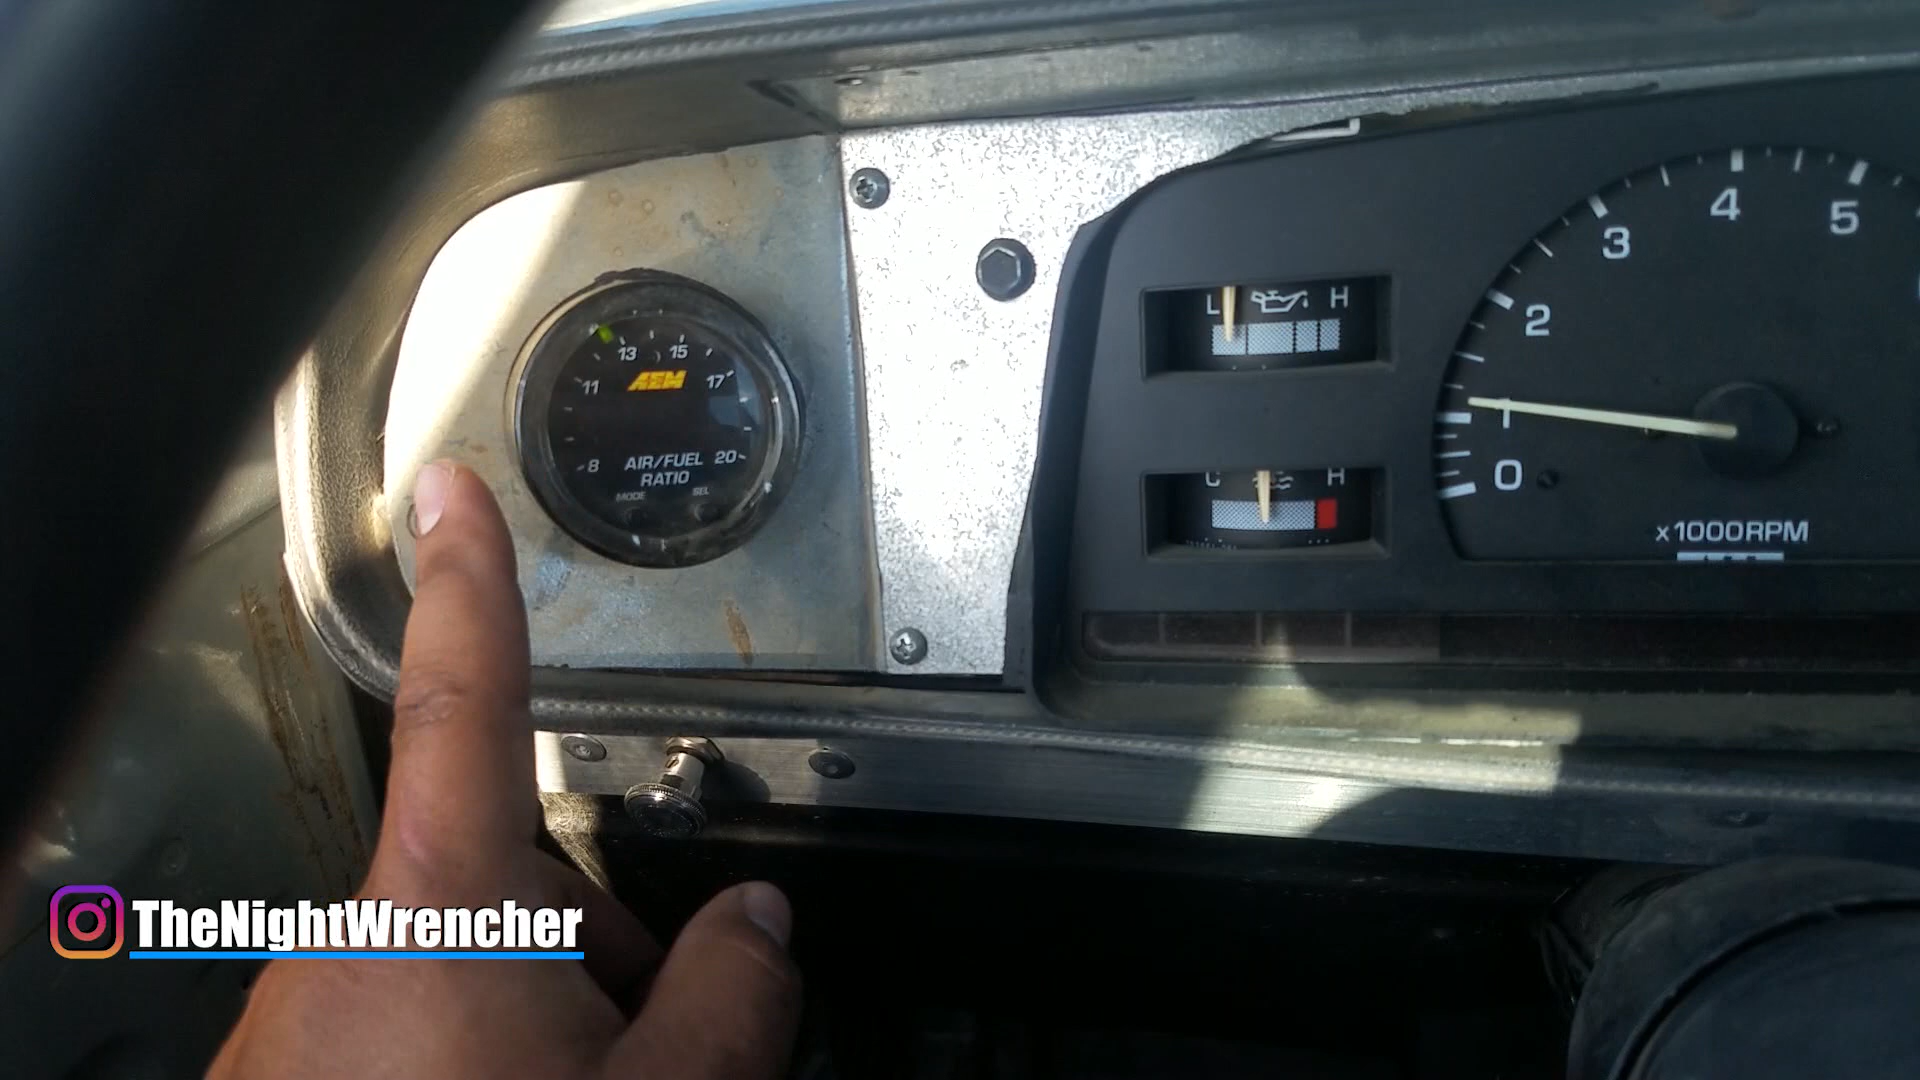 13 15
11 AEM 17
8 AIR/FUEL 20
RATIO
MODE SEL
L H
C H
0 1 2 3 4 5
x1000RPM
TheNightWrencher